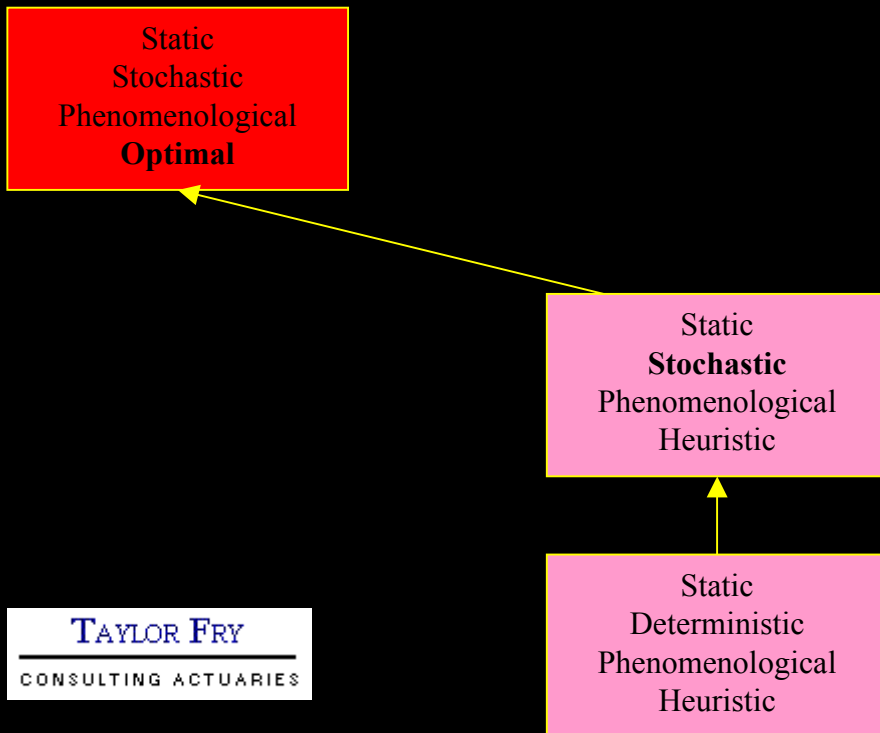 Static
Stochastic
Phenomenological
Optimal
Static
Stochastic
Phenomenological
Heuristic
Static
Deterministic
Phenomenological
Heuristic
TAYLOR FRY
CONSULTING ACTUARIES